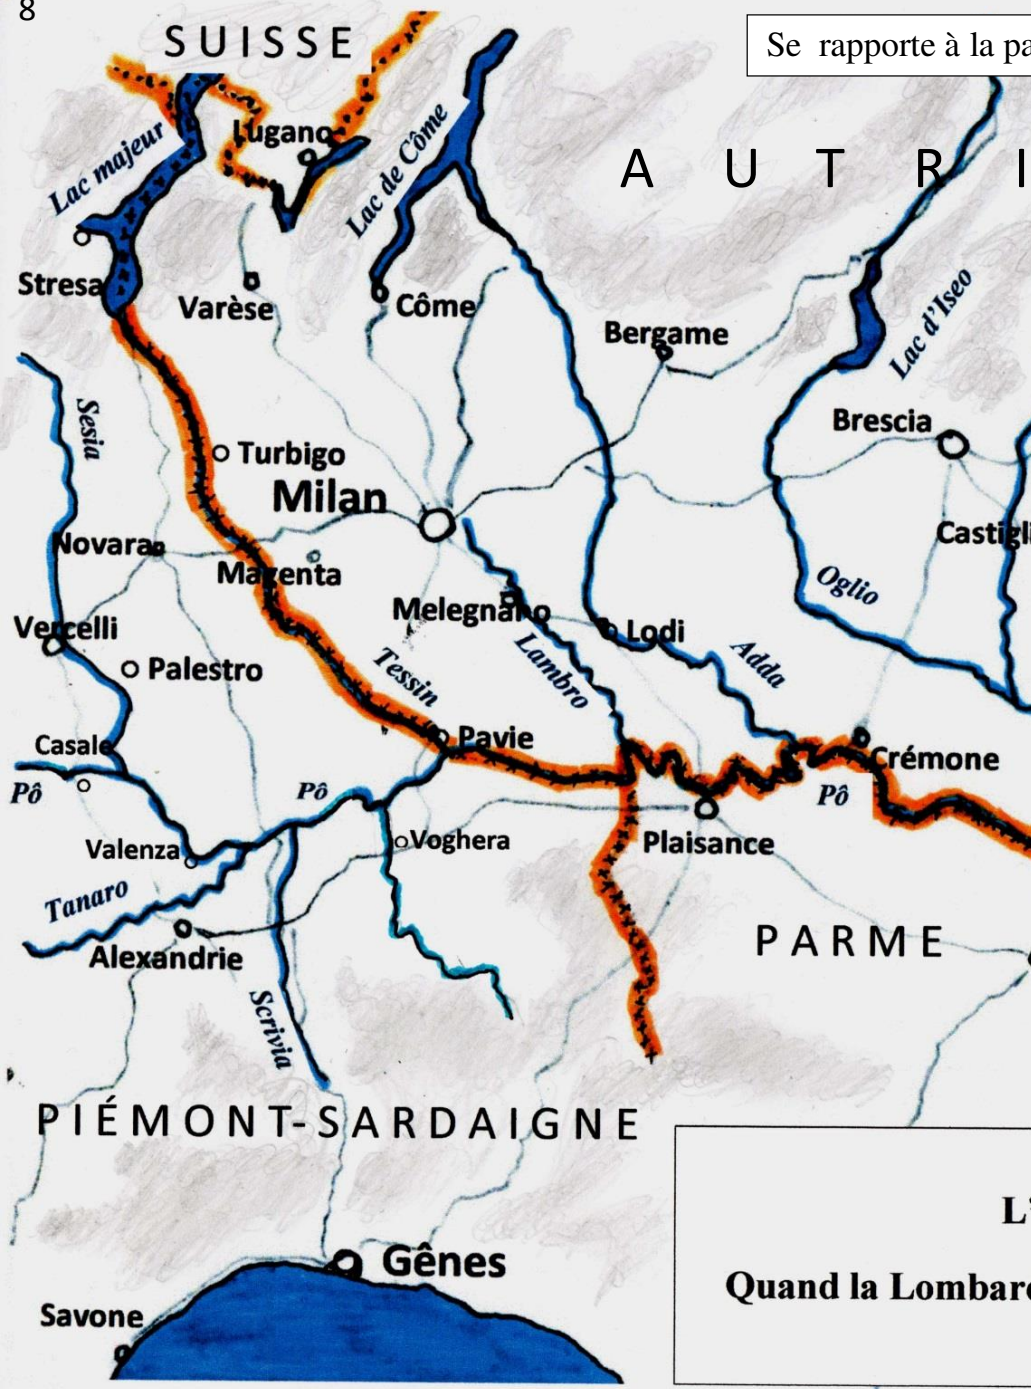 8
SUISSE
Se rapporte à la pa
Lugano
Lac majeur
Lac de Côme
AUTRI
Stresa
Varèse
Côme
Bergame
Lac d'Iseo
Sesia
Brescia
Turbigo
Milan
Novara
Magenta
Castigli
Oglio
Melegnano
Vercelli
Lodi
Palestro
Tessin
Lambro
Adda
Casale
Pavie
Crémone
Pô
Pô
Pô
Valenza
Voghera
Plaisance
Tanaro
Alexandrie
PARME
Scrivia
PIÉMONT-SARDAIGNE
L'
Gênes
Quand la Lombard
Savone